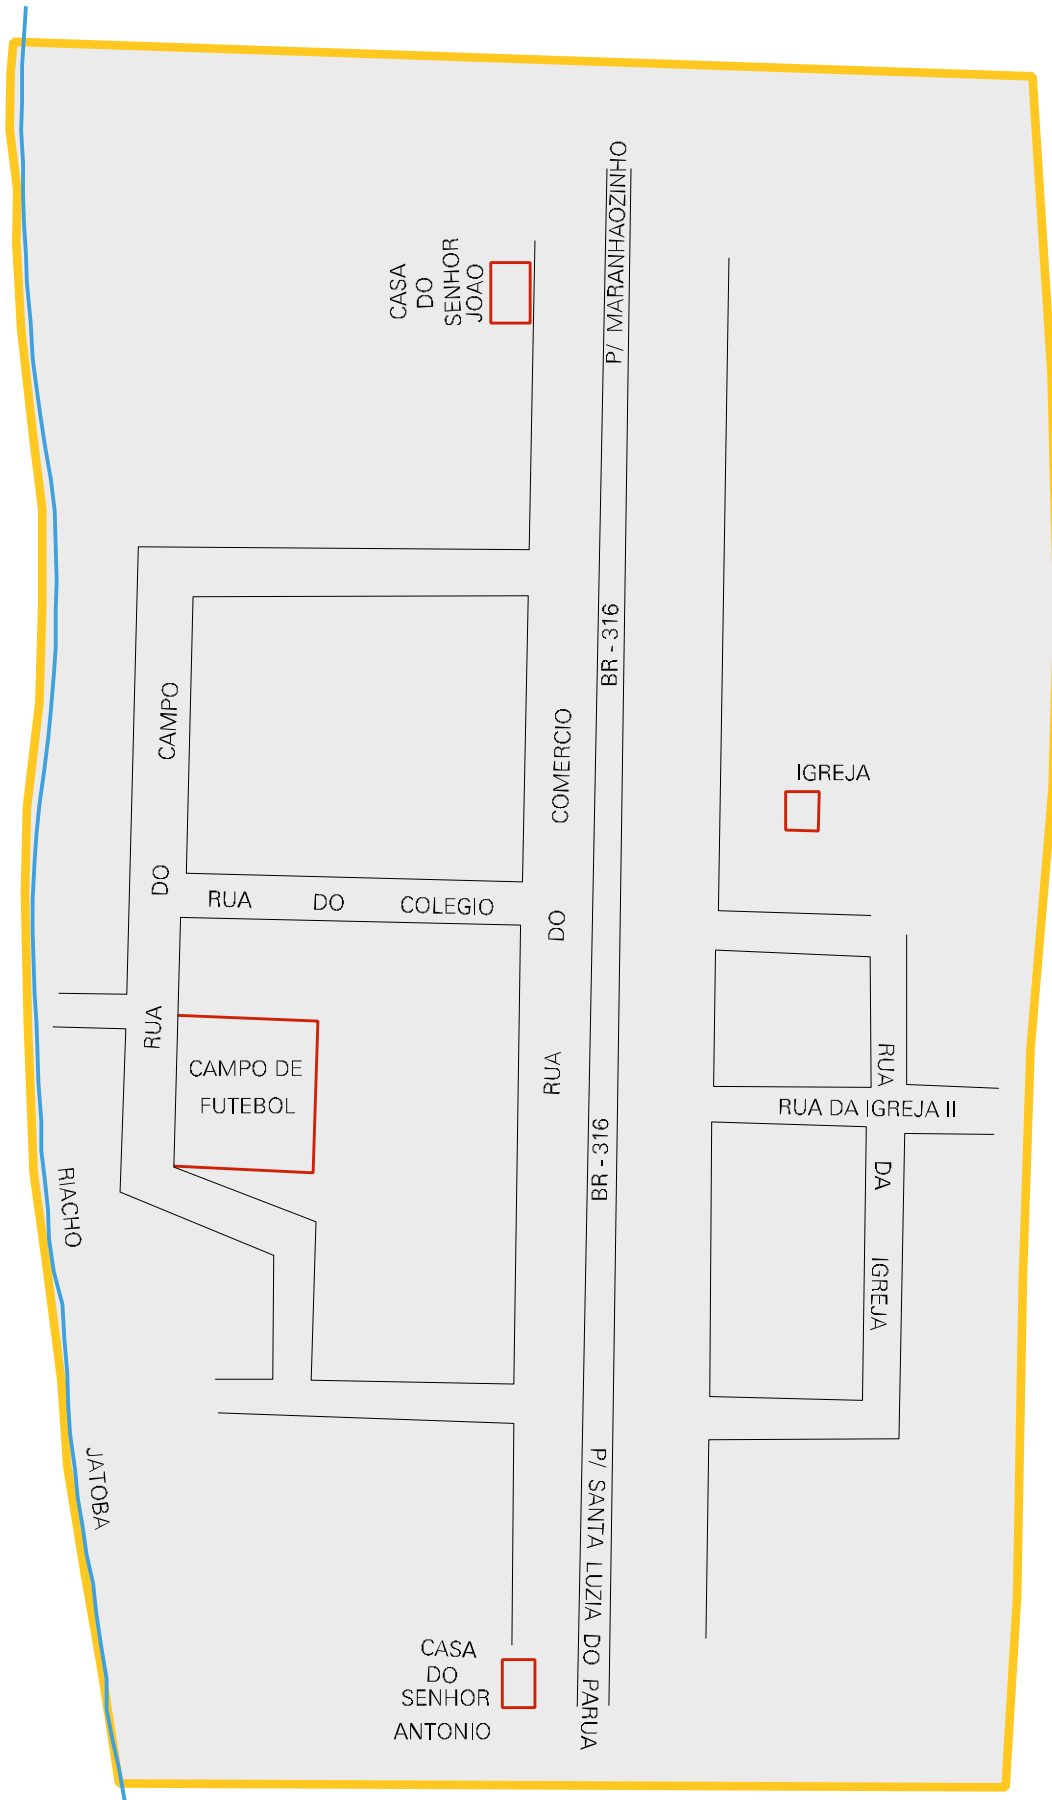 P/ MARANHAOZINHO
CASA
DO
SENHOR
JOAO
BR - 316
CAMPO
DO
RUA
COMERCIO
DO
RUA
IGREJA
RUA DO COLEGIO
CAMPO DE
FUTEBOL
RUA
DA
IGREJA
RUA DA IGREJA II
BR - 316
RIACHO
JATOBA
P/ SANTA LUZIA DO PARUA
CASA
DO
SENHOR
ANTONIO